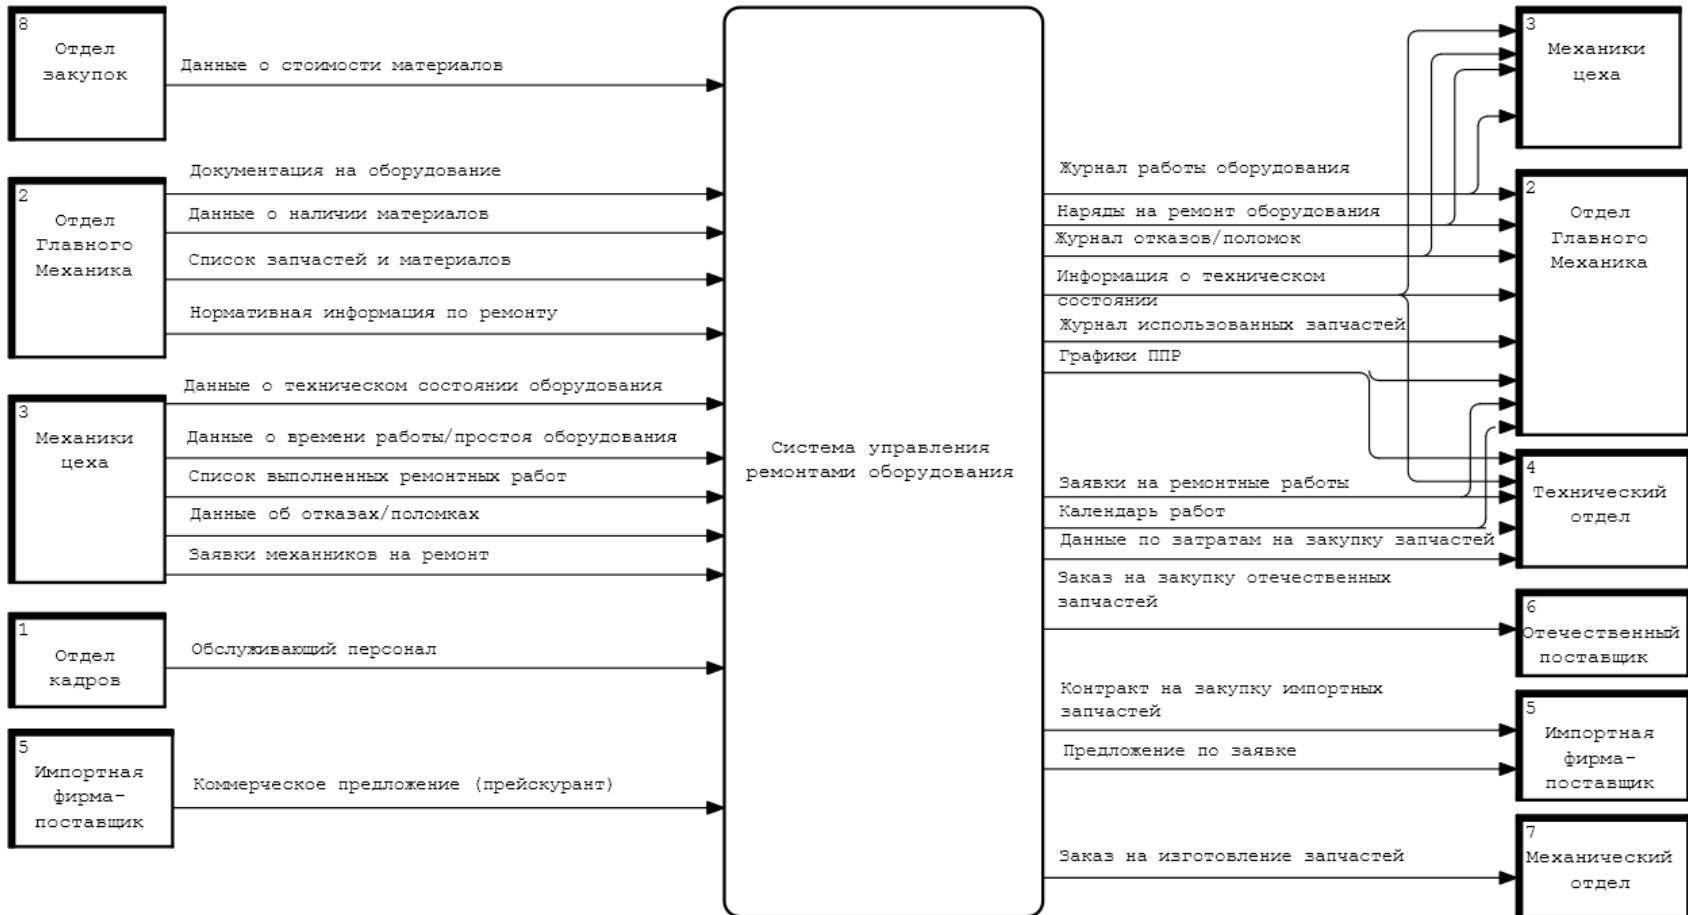 8
Отдел
закупок
Данные о стоимости материалов
2
Отдел
Главного
Механика
Документация на оборудование
Данные о наличии материалов
Список запчастей и материалов
Нормативная информация по ремонту
3
Механики
цеха
Данные о техническом состоянии оборудования
Данные о времени работы/простоя оборудования
Список выполненных ремонтных работ
Данные об отказах/поломках
Заявки механников на ремонт
1
Отдел
кадров
Обслуживающий персонал
5
Импортная
фирма-
поставщик
Коммерческое предложение (прейскурант)
Система управления
ремонтами оборудования
Журнал работы оборудования
Наряды на ремонт оборудования
Журнал отказов/поломок
Информация о техническом
состоянии
Журнал использованных запчастей
Графики ППР
Заявки на ремонтные работы
Календарь работ
Данные по затратам на закупку запчастей
Заказ на закупку отечественных
запчастей
Контракт на закупку импортных
запчастей
Предложение по заявке
Заказ на изготовление запчастей
3
Механики
цеха
2
Отдел
Главного
Механика
4
Технический
отдел
6
Отечественный
поставщик
5
Импортная
фирма-
поставщик
7
Механический
отдел